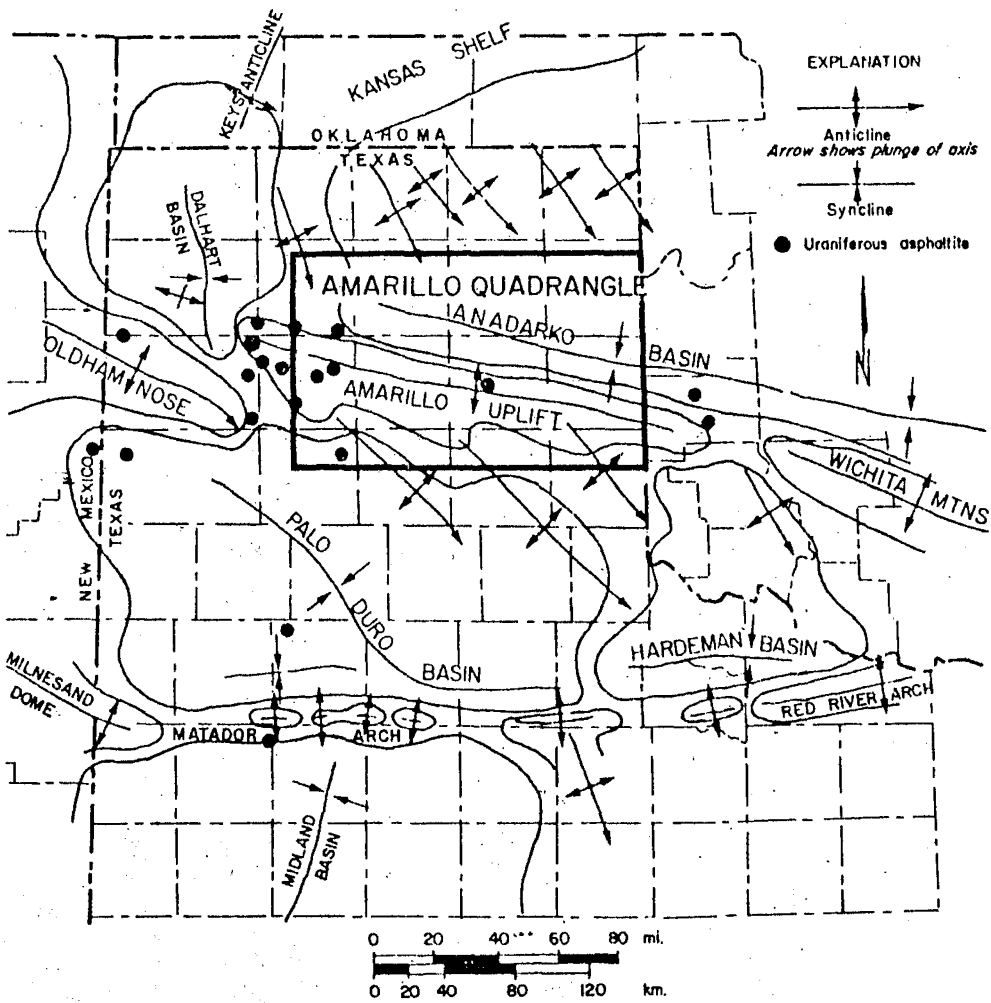 KANSAS SHELF
KEYS ANTICLINE
OKLAHOMA
TEXAS
DALHART
BASIN
AMARILLO QUADRANGLE
ANADARKO
BASIN
OLDHAM NOSE
AMARILLO UPLIFT
WICHITA MTNS
NEW MEXICO
TEXAS
PALO
DURO
BASIN
HARDEMAN BASIN
MILNESAND
DOME
RED RIVER ARCH
MATADOR ARCH
MIDLAND
BASIN
EXPLANATION
Anticline
Arrow shows plunge of axis
Syncline
Uraniferous asphaltite
N
0 20 40 60 80 mi.
0 20 40 80 120 km.